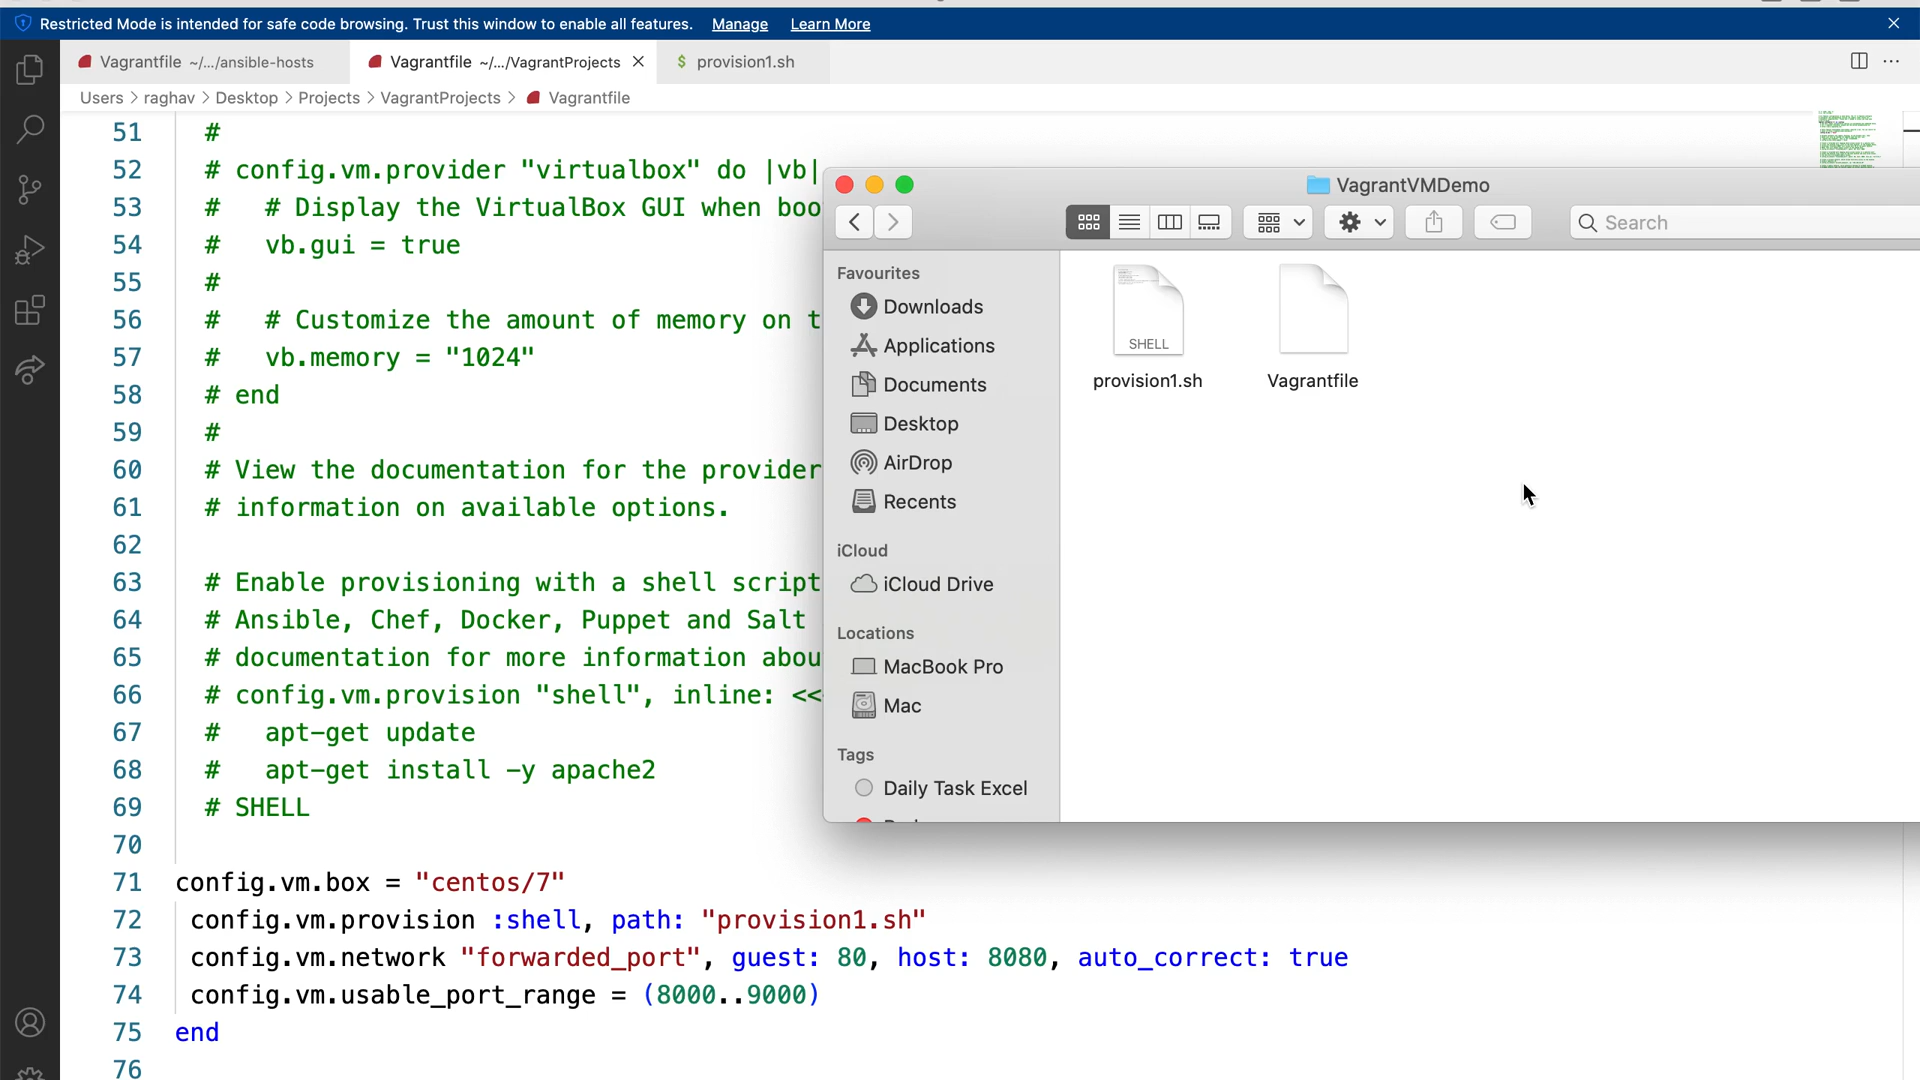 Restricted Mode is intended for safe code browsing. Trust this window to enable all features. Manage Learn More
Vagrantfile ~/.../ansible-hosts Vagrantfile ~/.../VagrantProjects $ provision1.sh
Users > raghav > Desktop > Projects > VagrantProjects > Vagrantfile
51 #
52 # config.vm.provider "virtualbox" do |vb|
53 # # Display the VirtualBox GUI when boo
54 # vb.gui = true
55 #
56 # # Customize the amount of memory on t
57 # vb.memory = "1024"
58 # end
59 #
60 # View the documentation for the provider
61 # information on available options.
62
63 # Enable provisioning with a shell script
64 # Ansible, Chef, Docker, Puppet and Salt
65 # documentation for more information abou
66 # config.vm.provision "shell", inline: <<
67 # apt-get update
68 # apt-get install -y apache2
69 # SHELL
70
71 config.vm.box = "centos/7"
72 config.vm.provision :shell, path: "provision1.sh"
73 config.vm.network "forwarded_port", guest: 80, host: 8080, auto_correct: true
74 config.vm.usable_port_range = (8000..9000)
75 end
76
VagrantVMDemo
Search
Favourites
Downloads
Applications
Documents
Desktop
AirDrop
Recents
iCloud
iCloud Drive
Locations
MacBook Pro
Mac
Tags
Daily Task Excel
SHELL
provision1.sh
Vagrantfile